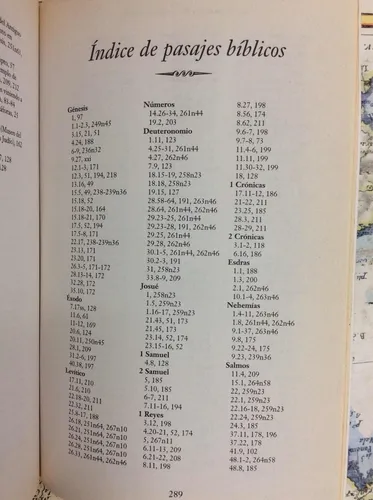 Índice de pasajes bíblicos
Génesis
1, 97
1.1-2.3, 249n45
3.15, 21, 51
4.24, 188
6-9, 236n32
9.27, xxi
12.1-3, 171
12.3, 51, 194, 218
13.16, 49
15.5, 49, 238-239n36
15.18, 52
15.18-20, 164
15.18-21, 170
17.5, 52, 194
17.5-8, 171
17.5, 171
22.17, 238-239n36
22.17-18, 171
23, 171
26.3-5, 171-172
28.13-14, 172
32.28, 172
35.10, 172
Éxodo
7.17n, 128
11.6, 61
11-12, 169
20.6, 124
20.11, 250n45
28.1, 209
31.2-6, 197
40.38, 197
Levítico
17.11, 210
21.6, 210
22.18-20, 211
22.32, 211
25.8-17, 188
26.18, 251n64, 267n10
26.21, 251n64, 267n10
26.24, 251n64, 267n10
26.28, 251n64, 267n10
26.33, 261n44, 262n46
Números
14.26-34, 261n44
19.2, 203
Deuteronomio
1.11, 123
4.25-31, 261n44
4.27, 262n46
7.9, 123
18.15-19, 258n23
18.18, 258n23
19.15, 127
28.58-64, 191, 263n46
28.64, 261n44, 262n46
29.23-25, 261n44
29.23-28, 191, 262n46
29.25, 261n44
29.28, 262n46
30.1-5, 261n44, 262n46
30.2-3, 191
31, 258n23
33.8-9, 209
Josué
1, 258n23
1.5, 259n23
1.16-17, 259n23
21.43, 51, 173
21.45, 173
23.14, 52, 174
23.15-16, 52
1 Samuel
8.8, 128
2 Samuel
5, 185
5.10, 185
6-7, 211
7.11-16, 194
1 Reyes
3.12, 198
4.20-21, 52, 174
5, 267n11
6.11-13, 259n23
6.21-22, 208
8.11, 198
8.27, 198
8.56, 174
8.62, 211
9.6-7, 198
9.7-8, 73
11.4-6, 199
11.11, 199
11.30-32, 199
18, 128
1 Crónicas
17.11-12, 186
21-22, 211
23.25, 185
28.3, 211
28-29, 211
2 Crónicas
3.1-2, 118
6.16, 186
Esdras
1.1, 188
1.3, 200
2.1, 262n46
10.1-4, 263n46
Nehemías
1.4-11, 263n46
1.8, 261n44, 262n46
9.1-37, 263n46
9.8, 175
9.22-24, 175
9.23, 239n36
Salmos
11.4, 209
15.1, 264n58
22, 259n23
22.1, 259n23
22.16-18, 259n23
22.24, 259n23
24.3, 185
37.11, 178, 196
37.22, 178
41.9, 102
48.1-2, 264n58
48.8, 185
289